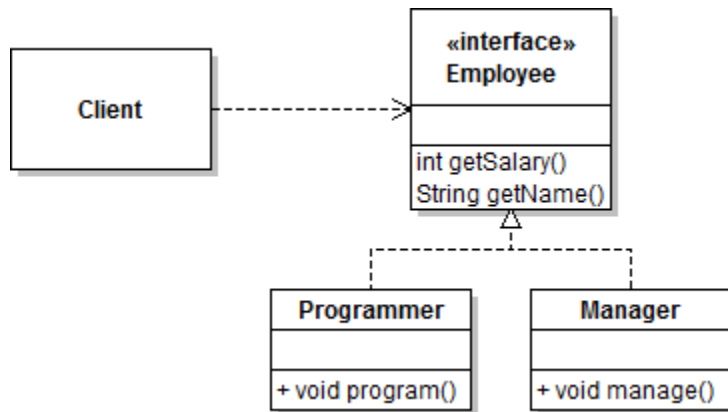 «interface»
Employee
Client
int getSalary()
String getName()
Programmer
+ void program()
Manager
+ void manage()